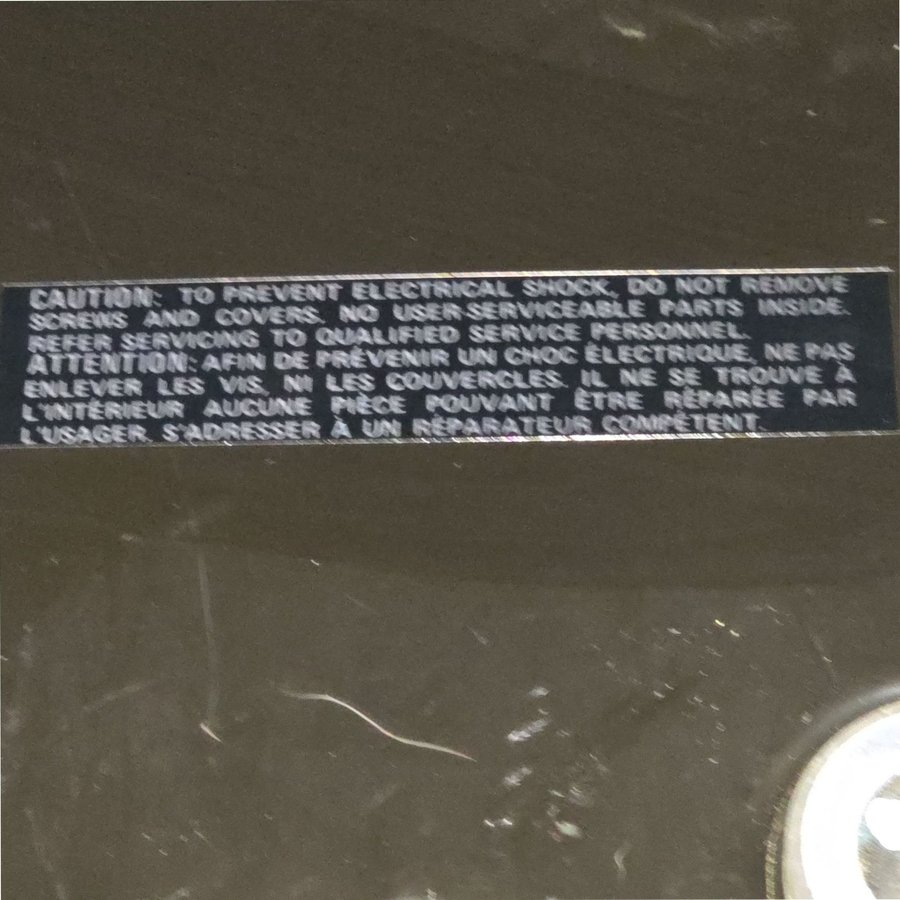 CAUTION: TO PREVENT ELECTRICAL SHOCK, DO NOT REMOVE
SCREWS AND COVERS. NO USER-SERVICEABLE PARTS INSIDE.
REFER SERVICING TO QUALIFIED SERVICE PERSONNEL.
ATTENTION: AFIN DE PRÉVENIR UN CHOC ÉLECTRIQUE, NE PAS
ENLEVER LES VIS, NI LES COUVERCLES. IL NE SE TROUVE À
L'INTÉRIEUR AUCUNE PIÈCE POUVANT ÊTRE RÉPARÉE PAR
L'USAGER. S'ADRESSER À UN RÉPARATEUR COMPÉTENT.